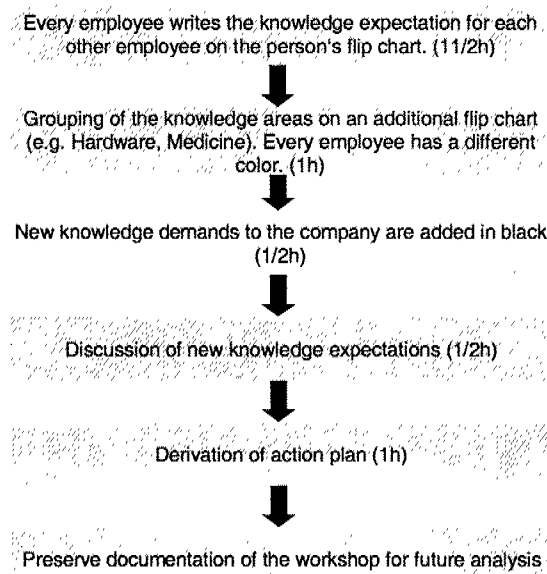 Every employee writes the knowledge expectation for each
other employee on the person's flip chart. (11/2h)
Grouping of the knowledge areas on an additional flip chart
(e.g. Hardware, Medicine). Every employee has a different
color. (1h)
New knowledge demands to the company are added in black
(1/2h)
Discussion of new knowledge expectations (1/2h)
Derivation of action plan (1h)
Preserve documentation of the workshop for future analysis